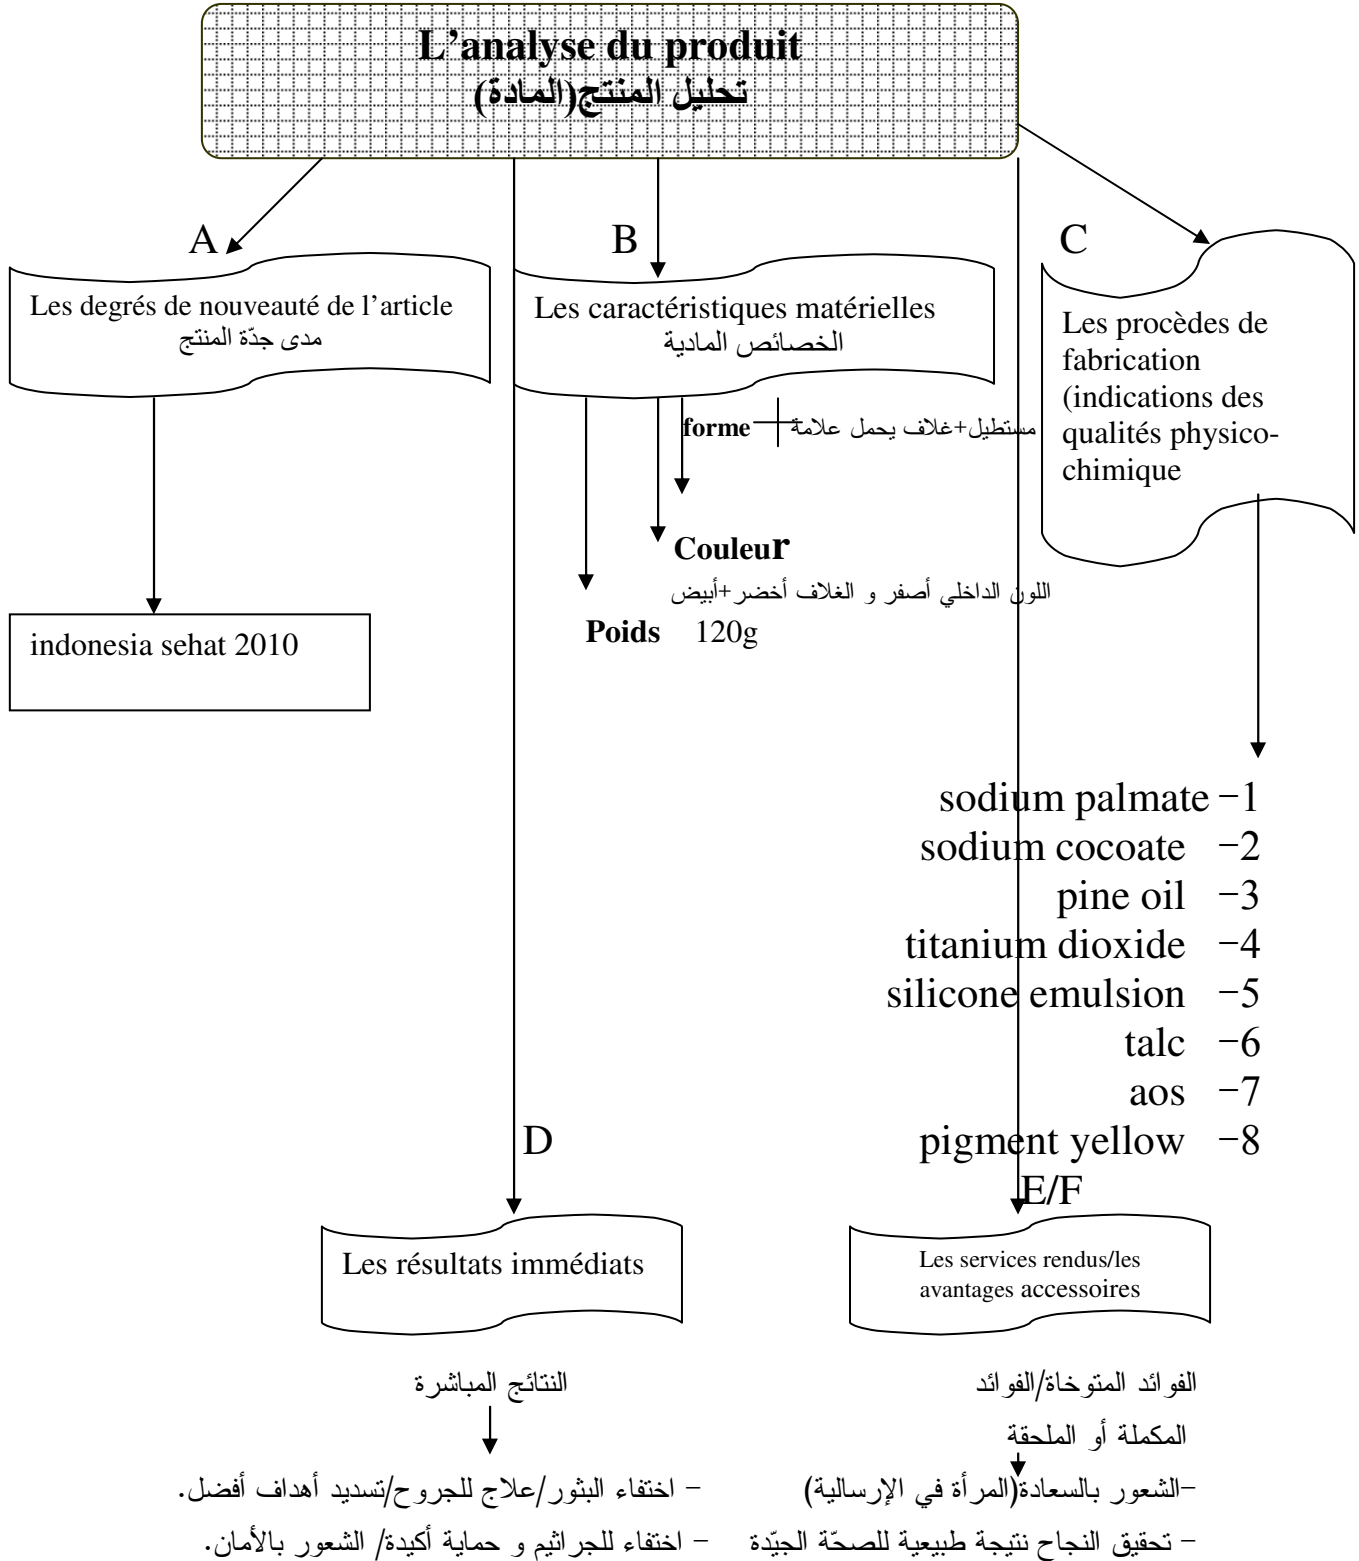 L'analyse du produit
تحليل المنتج(المادة)
A
Les degrés de nouveauté de l'article
مدى جدّة المنتج
indonesia sehat 2010
B
Les caractéristiques matérielles
الخصائص المادية
forme
مستطيل+غلاف يحمل علامة
Couleur
اللون الداخلي أصفر و الغلاف أخضر+أبيض
Poids 120g
C
Les procèdes de
fabrication
(indications des
qualités physico-
chimique
1- sodium palmate
2- sodium cocoate
3- pine oil
4- titanium dioxide
5- silicone emulsion
6- talc
7- aos
8- pigment yellow
D
Les résultats immédiats
النتائج المباشرة
- اختفاء البثور/علاج للجروح/تسديد أهداف أفضل.
- اختفاء للجراثيم و حماية أكيدة/ الشعور بالأمان.
E/F
Les services rendus/les
avantages accessoires
الفوائد المتوخاة/الفوائد
المكملة أو الملحقة
-الشعور بالسعادة(المرأة في الإرسالية)
- تحقيق النجاح نتيجة طبيعية للصحّة الجيّدة